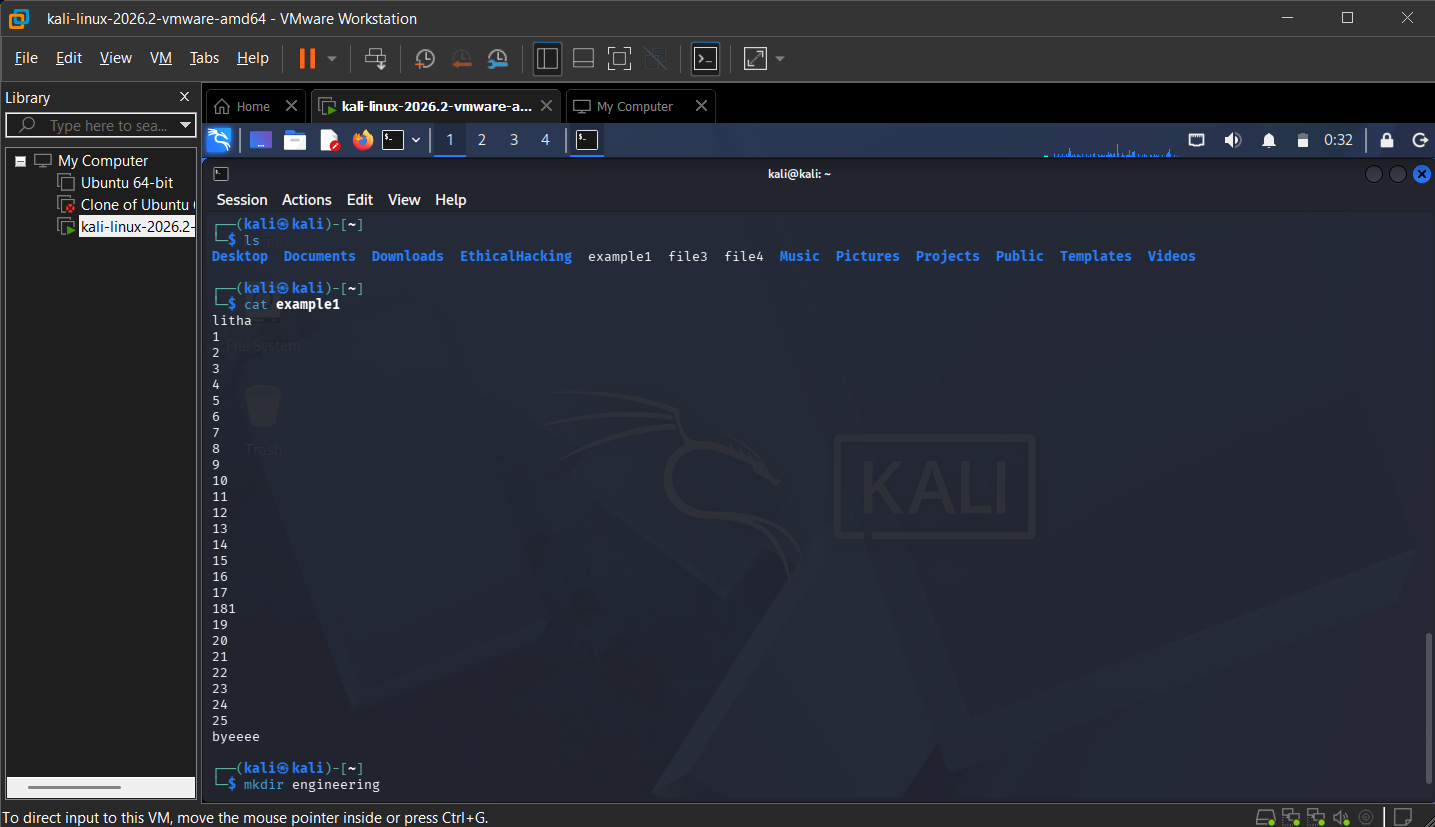 kali-linux-2026.2-vmware-amd64 - VMware Workstation
File Edit View VM Tabs Help
Library
Type here to sea...
My Computer
Ubuntu 64-bit
Clone of Ubuntu
kali-linux-2026.2-
Home
kali-linux-2026.2-vmware-a...
My Computer
1 2 3 4
0:32
kali@kali: ~
Session Actions Edit View Help
┌──(kali㉿kali)-[~]
└─$ ls
Desktop Documents Downloads EthicalHacking example1 file3 file4 Music Pictures Projects Public Templates Videos
┌──(kali㉿kali)-[~]
└─$ cat example1
litha
1
2
3
4
5
6
7
8
9
10
11
12
13
14
15
16
17
181
19
20
21
22
23
24
25
byeeee
┌──(kali㉿kali)-[~]
└─$ mkdir engineering
File System
Trash
KALI
To direct input to this VM, move the mouse pointer inside or press Ctrl+G.